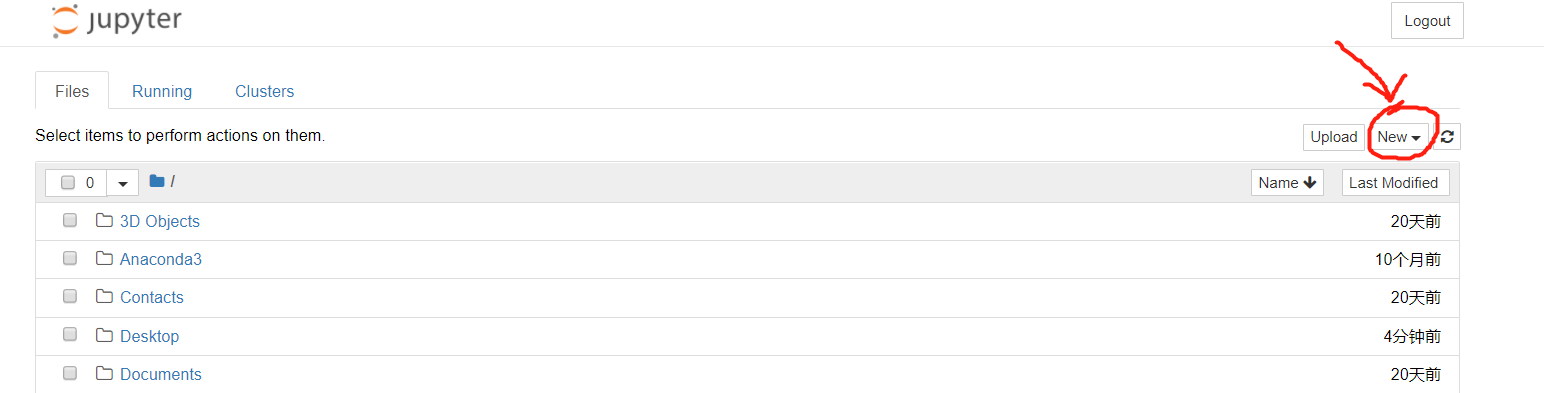 jupyter
Logout
Files Running Clusters
Select items to perform actions on them.
Upload New
0 / Name Last Modified
3D Objects 20天前
Anaconda3 10个月前
Contacts 20天前
Desktop 4分钟前
Documents 20天前